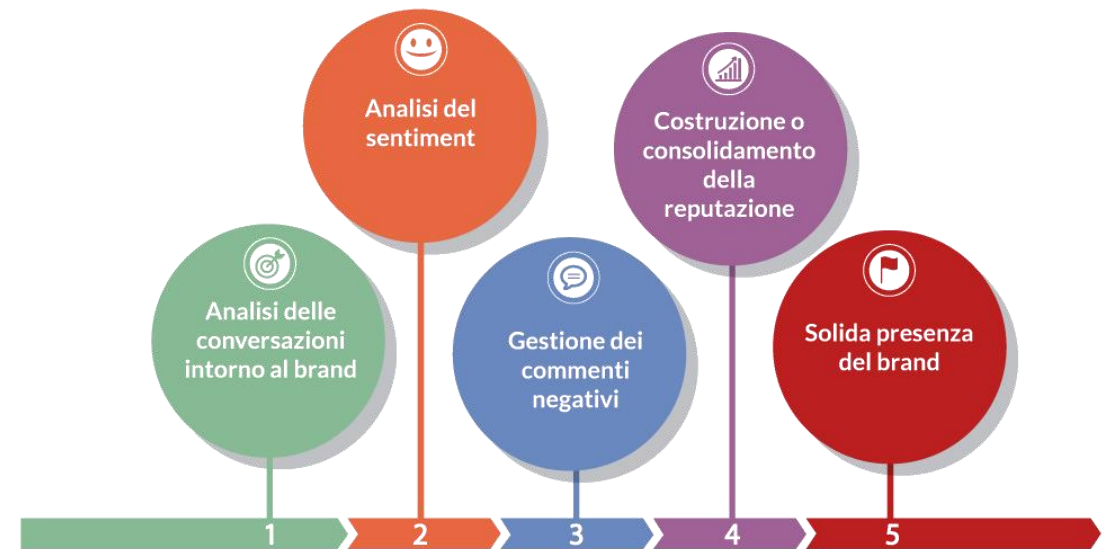 Analisi delle
conversazioni
intorno al brand
1
Analisi del
sentiment
2
Gestione dei
commenti
negativi
3
Costruzione o
consolidamento
della
reputazione
4
Solida presenza
del brand
5